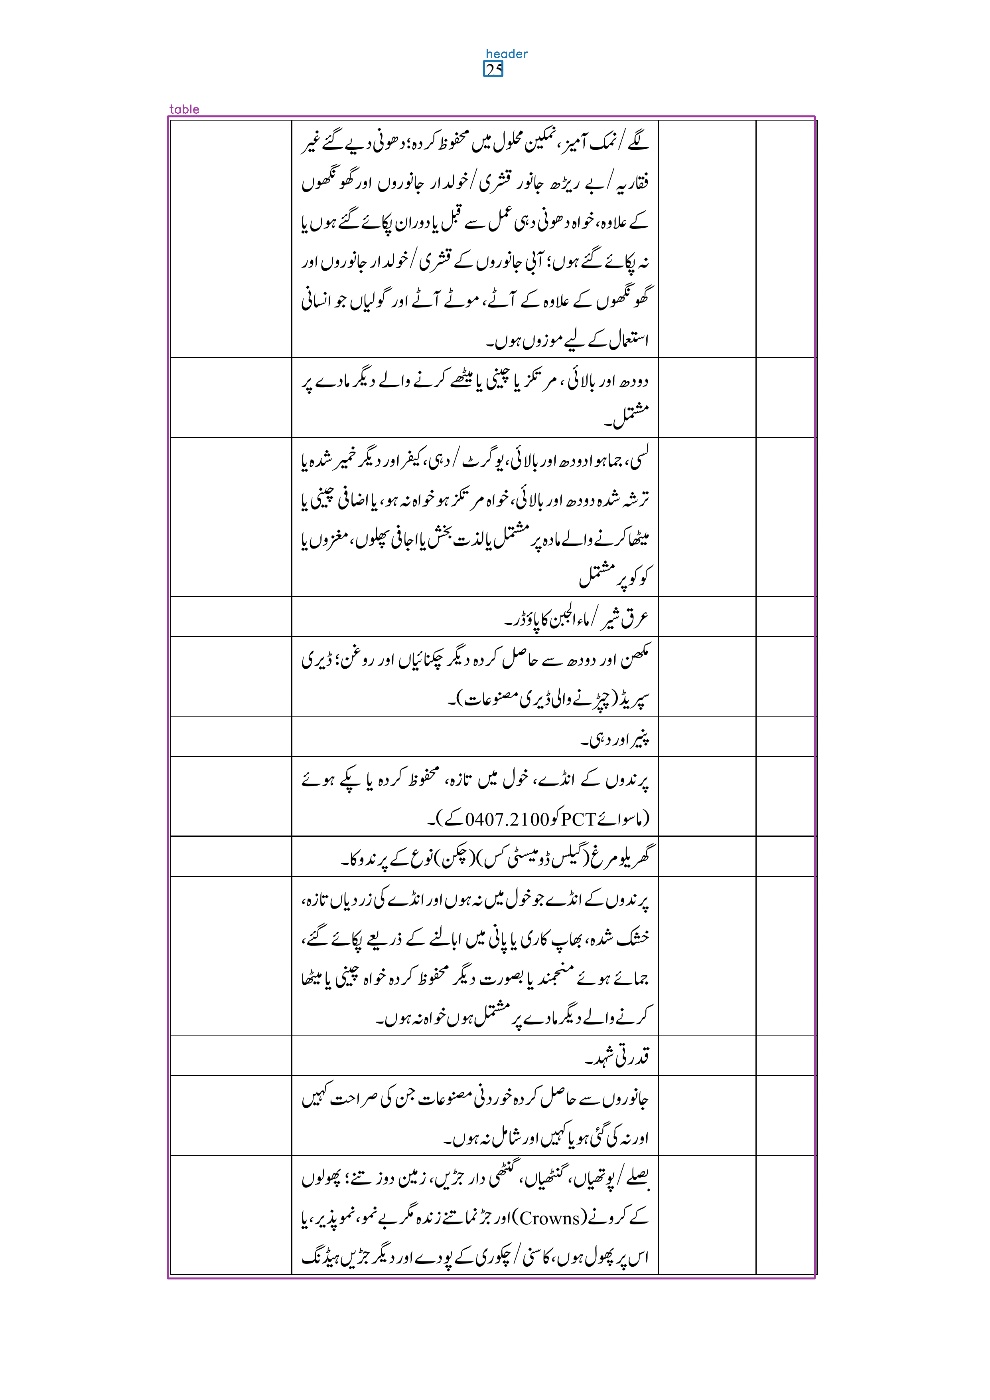 header
25
table
لگے/نمک آمیز، نمکین محلول میں محفوظ کردہ؛ دھونی دیے گئے غیر
فقاریہ/بے ریڑھ جانور قشری/خولدار جانوروں اور گھونگھوں
کے علاوہ، خواہ دھونی دہی عمل سے قبل یا دوران پکائے گئے ہوں یا
نہ پکائے گئے ہوں؛ آبی جانوروں کے قشری/خولدار جانوروں اور
گھونگھوں کے علاوہ کے آٹے، موٹے آٹے اور گولیاں جو انسانی
استعمال کے لیے موزوں ہوں۔
دودھ اور بالائی، مرتکز یا چینی یا میٹھے کرنے والے دیگر مادے پر
مشتمل۔
لسی، جما ہوا دودھ اور بالائی، یوگرٹ/دہی، کیفر اور دیگر خمیر شدہ یا
ترشہ شدہ دودھ اور بالائی، خواہ مرتکز ہو خواہ نہ ہو، یا اضافی چینی یا
میٹھا کرنے والے مادہ پر مشتمل یا لذت بخش یا اجافی پھلوں، مغزوں یا
کوکو پر مشتمل
عرق شیر/ماء الجبن کا پاؤڈر۔
مکھن اور دودھ سے حاصل کردہ دیگر چکنائیاں اور روغن؛ ڈیری
سپریڈ (چپڑنے والی ڈیری مصنوعات)۔
پنیر اور دہی۔
پرندوں کے انڈے، خول میں تازہ، محفوظ کردہ یا پکے ہوئے
(ماسوائے PCT کو 0407.2100 کے)۔
گھریلو مرغ (گیلس ڈومیسٹی کس) (چکن) نوع کے پرندوکا۔
پرندوں کے انڈے جو خول میں نہ ہوں اور انڈے کی زردیاں تازہ،
خشک شدہ، بھاپ کاری یا پانی میں ابالنے کے ذریعے پکائے گئے،
جمائے ہوئے منجمند یا بصورت دیگر محفوظ کردہ خواہ چینی یا میٹھا
کرنے والے دیگر مادے پر مشتمل ہوں خواہ نہ ہوں۔
قدرتی شہد۔
جانوروں سے حاصل کردہ خوردنی مصنوعات جن کی صراحت کہیں
اور نہ کی گئی ہو یا کہیں اور شامل نہ ہوں۔
بصلے/پوتھیاں، گنٹھیاں، گنٹھی دار جڑیں، زمین دوز تنے؛ پھولوں
کے کرونے (Crowns) اور جڑ نما تنے زندہ مگر بے نمو، نمو پذیر، یا
اس پر پھول ہوں، کاسنی/چکوری کے پودے اور دیگر جڑیں ہیڈنگ